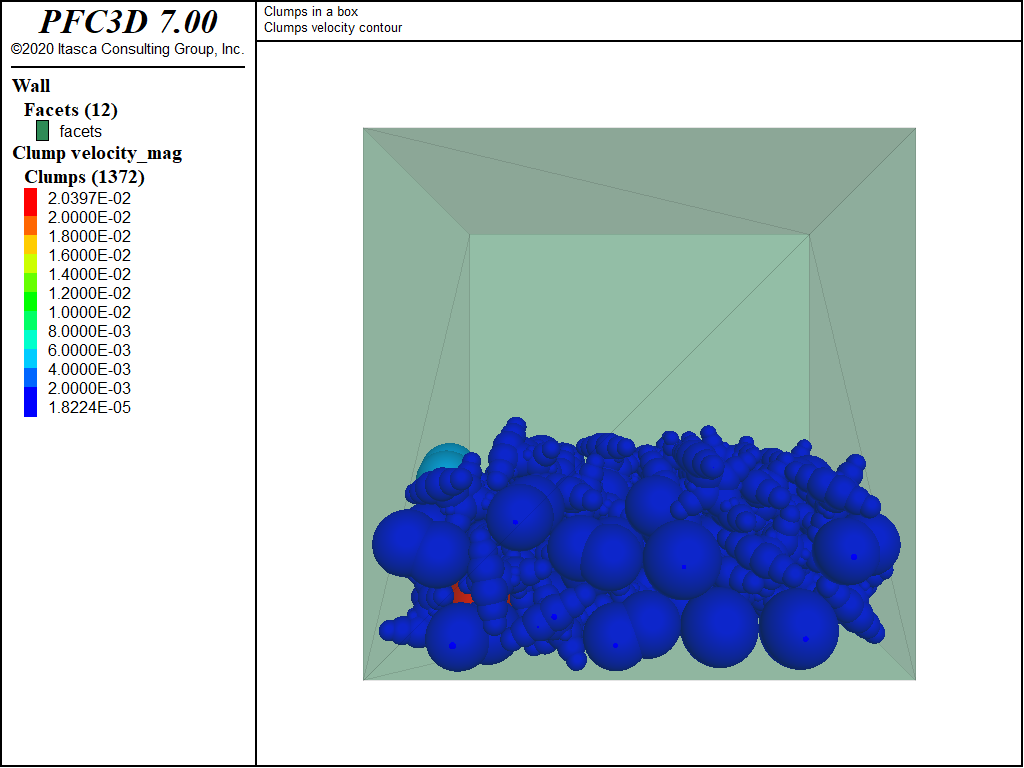 PFC3D 7.00
©2020 Itasca Consulting Group, Inc.
Wall
Facets (12)
facets
Clump velocity_mag
Clumps (1372)
2.0397E-02
2.0000E-02
1.8000E-02
1.6000E-02
1.4000E-02
1.2000E-02
1.0000E-02
8.0000E-03
6.0000E-03
4.0000E-03
2.0000E-03
1.8224E-05
Clumps in a box
Clumps velocity contour